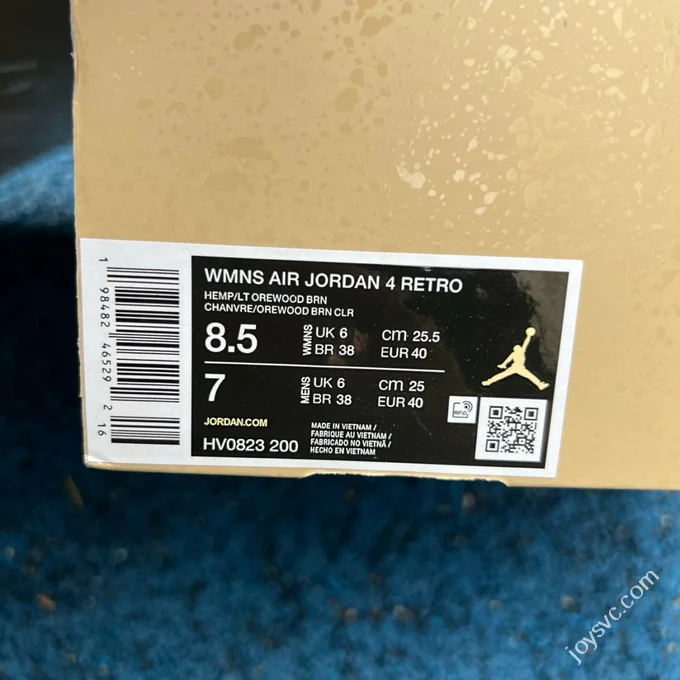 WMNS AIR JORDAN 4 RETRO
HEMP/LT OREWOOD BRN
CHANVRE/OREWOOD BRN CLR
8.5 WMNS UK 6 cm 25.5
BR 38 EUR 40
7 MENS UK 6 cm 25
BR 38 EUR 40
JORDAN.COM
HV0823 200
MADE IN VIETNAM /
FABRIQUE AU VIETNAM /
FABRICADO NO VIETNÃ /
HECHO EN VIETNAM
RFID
1 98482 46529 2 16
joysvc.com